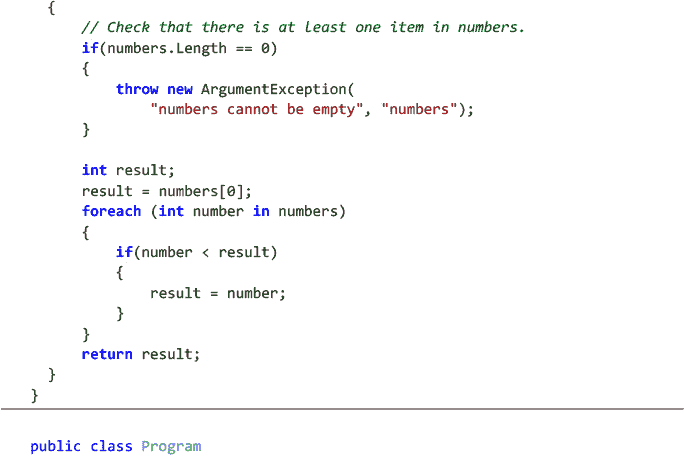 {
// Check that there is at least one item in numbers.
if(numbers.Length == 0)
{
throw new ArgumentException(
"numbers cannot be empty", "numbers");
}
int result;
result = numbers[0];
foreach (int number in numbers)
{
if(number < result)
{
result = number;
}
}
return result;
}
}
public class Program